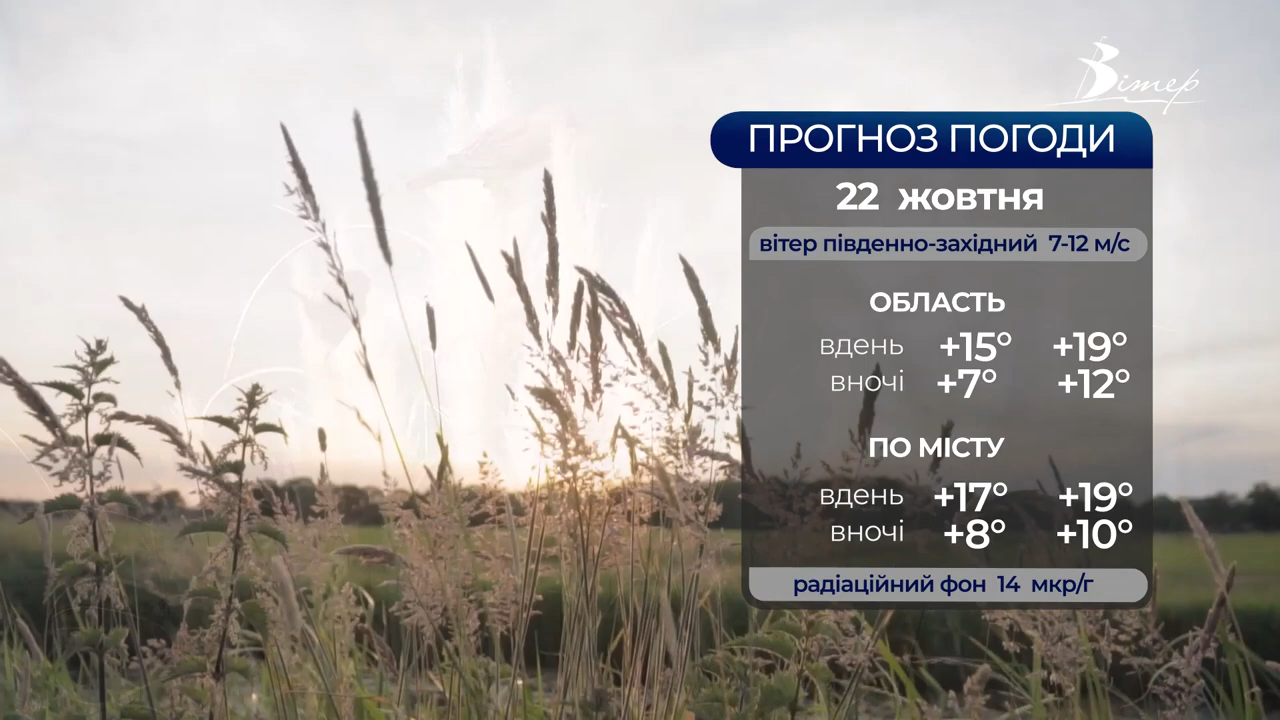 Вітер
ПРОГНОЗ ПОГОДИ
22 жовтня
вітер південно-західний 7-12 м/с
ОБЛАСТЬ
вдень +15° +19°
вночі +7° +12°
ПО МІСТУ
вдень +17° +19°
вночі +8° +10°
радіаційний фон 14 мкр/г